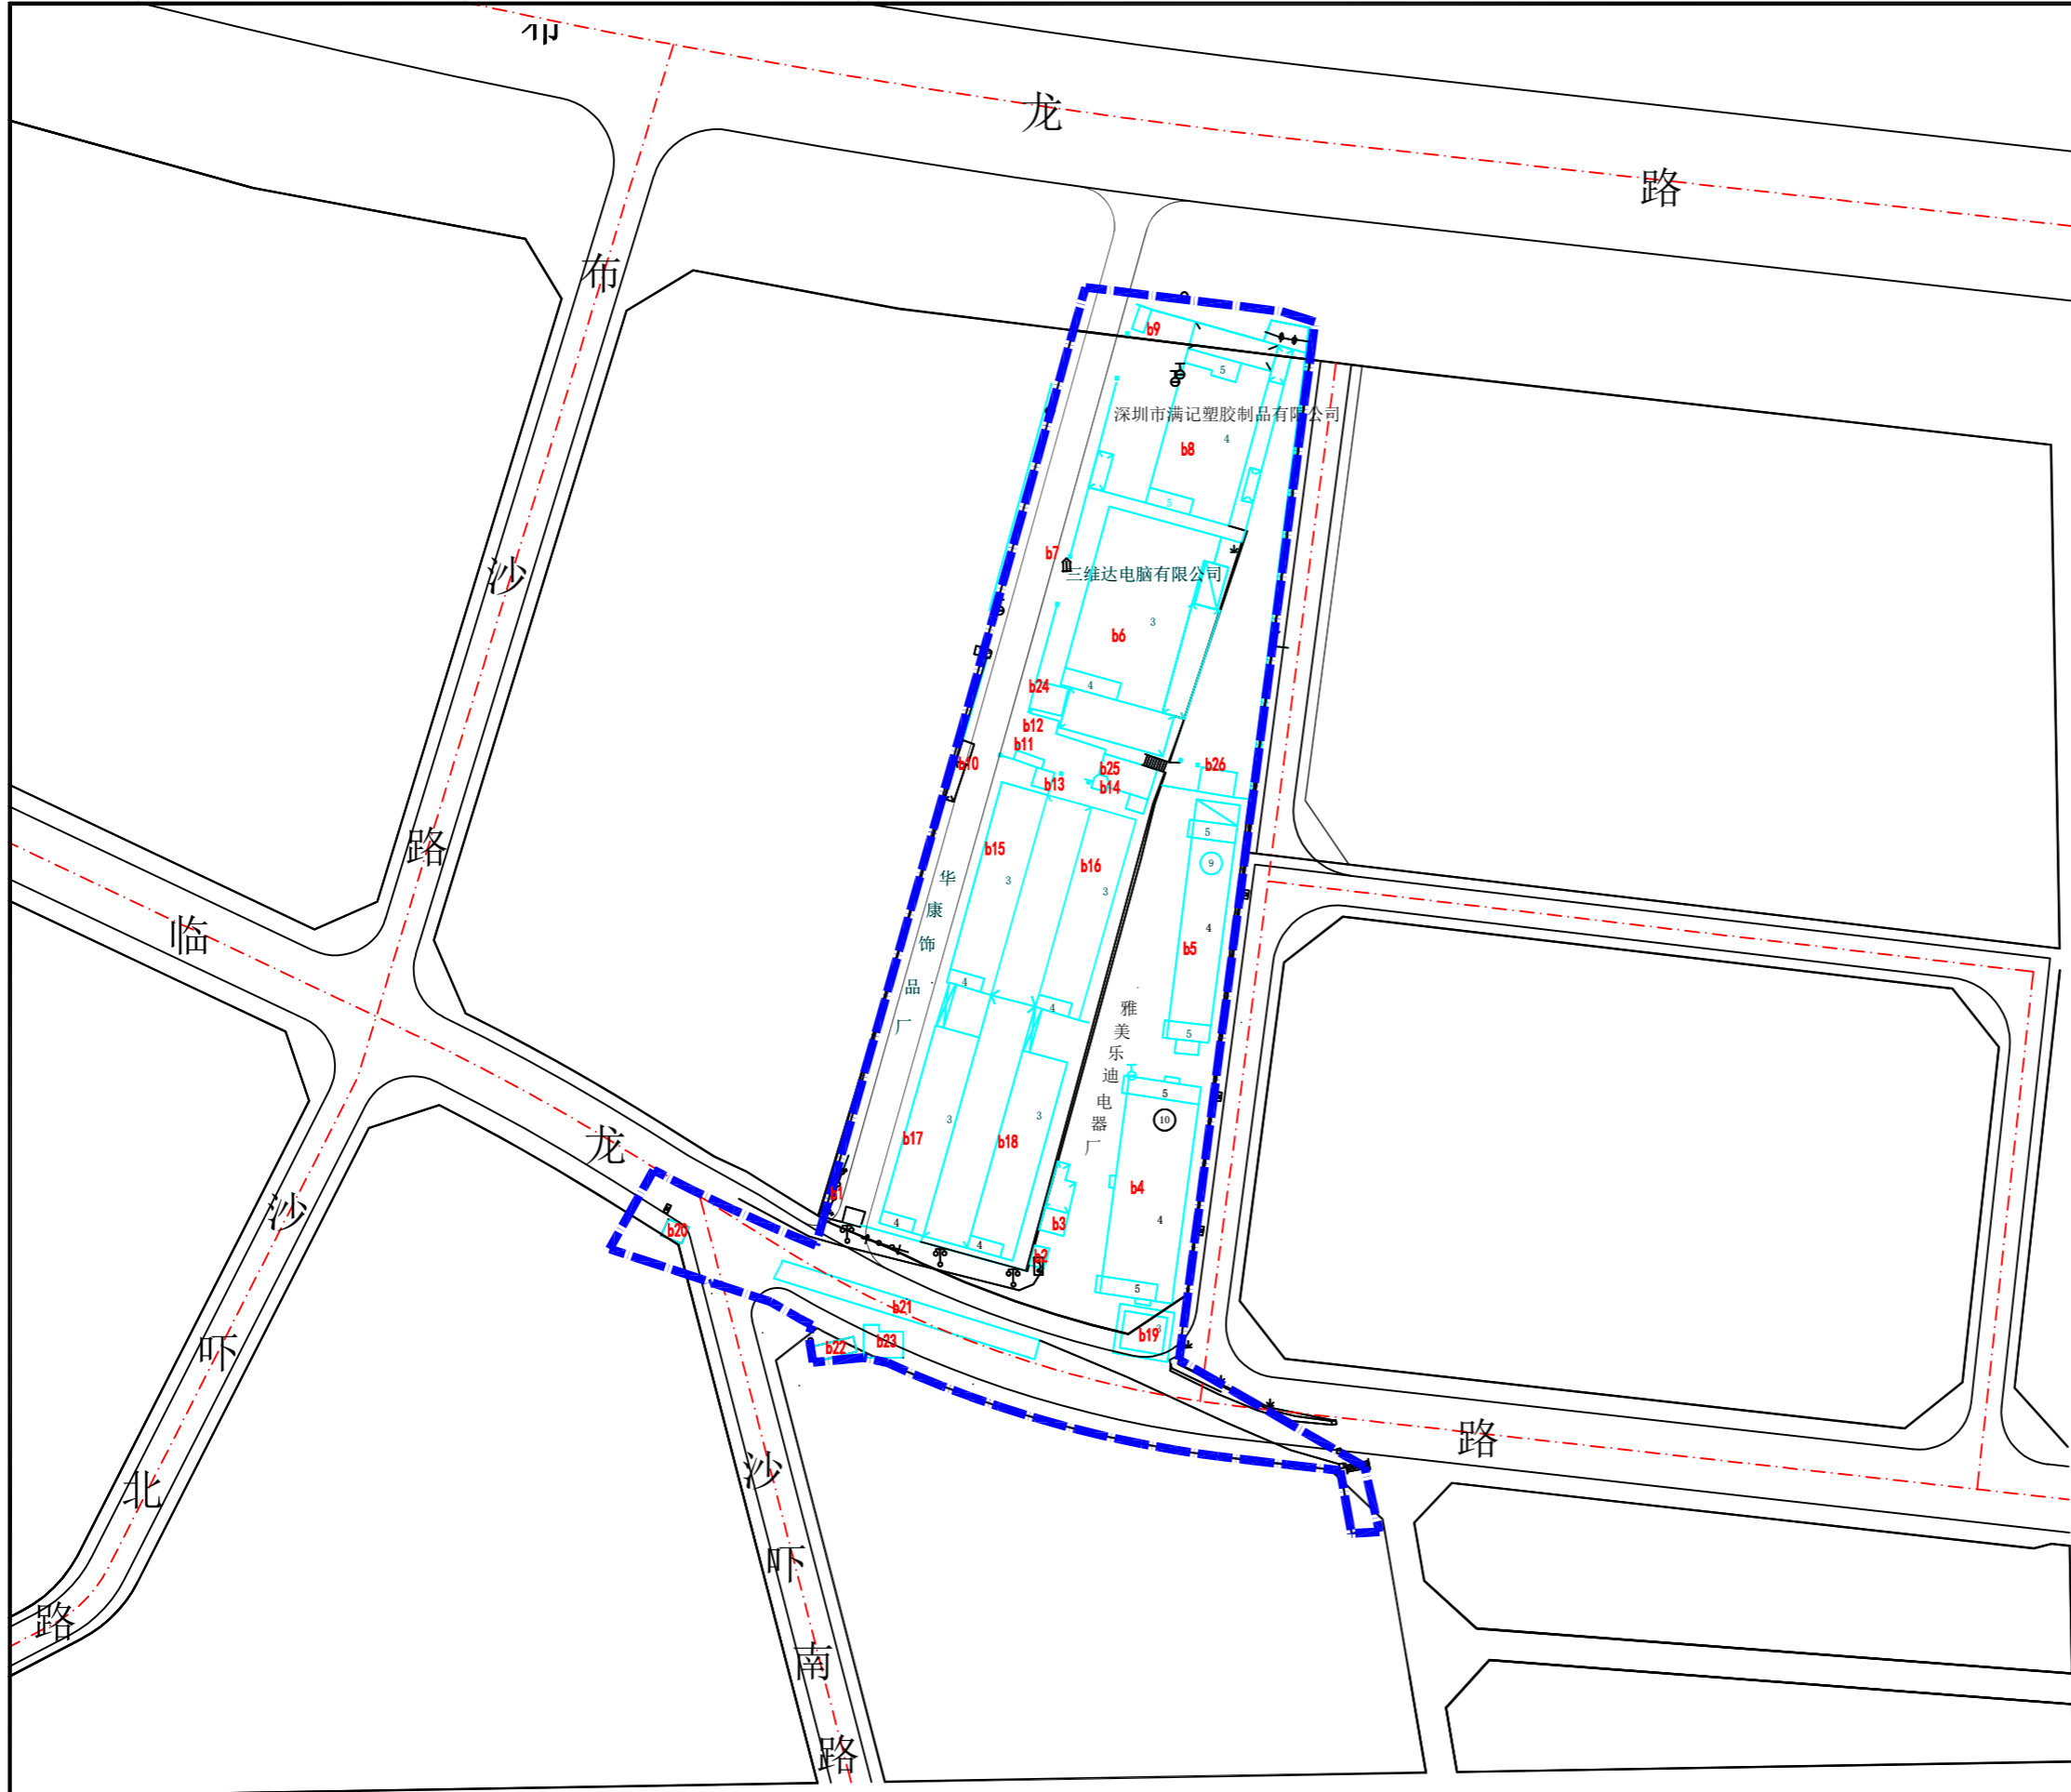 布龙路
布沙路
临龙路
沙吓北路
沙吓南路
b9
5
深圳市满记塑胶制品有限公司
4
b8
5
b7
三维达电脑有限公司
3
b6
4
b24
b12
b11
b10
b13
b25
b14
b26
5
9
b15
3
b16
3
华康饰品厂
4
b5
4
4
5
雅美乐迪电器厂
5
10
b17
3
b18
3
b4
4
b1
4
4
b3
b2
5
b20
b21
b22
b23
b19
3